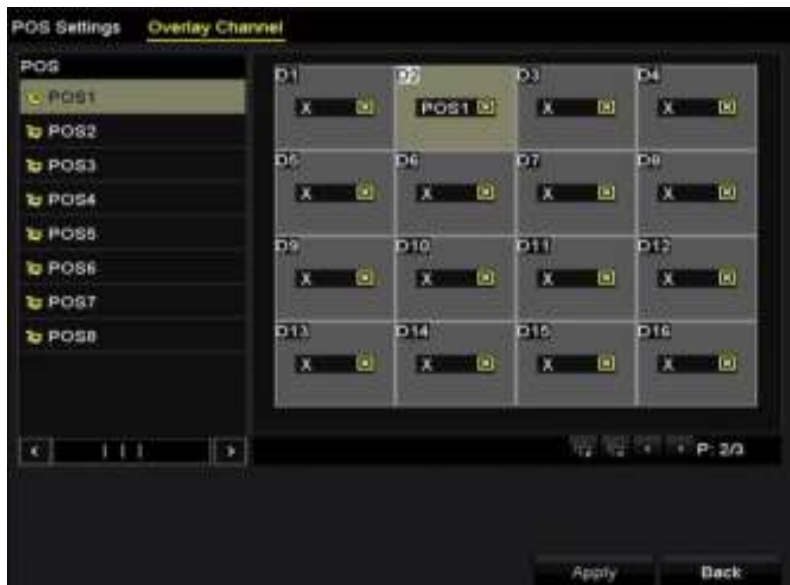 POS Settings Overlay Channel
POS
POS1
POS2
POS3
POS4
POS5
POS6
POS7
POS8
D1 D2 D3 D4
X POS1 X X
D5 D6 D7 D8
X X X X
D9 D10 D11 D12
X X X X
D13 D14 D15 D16
X X X X
P: 2/3
Apply Back